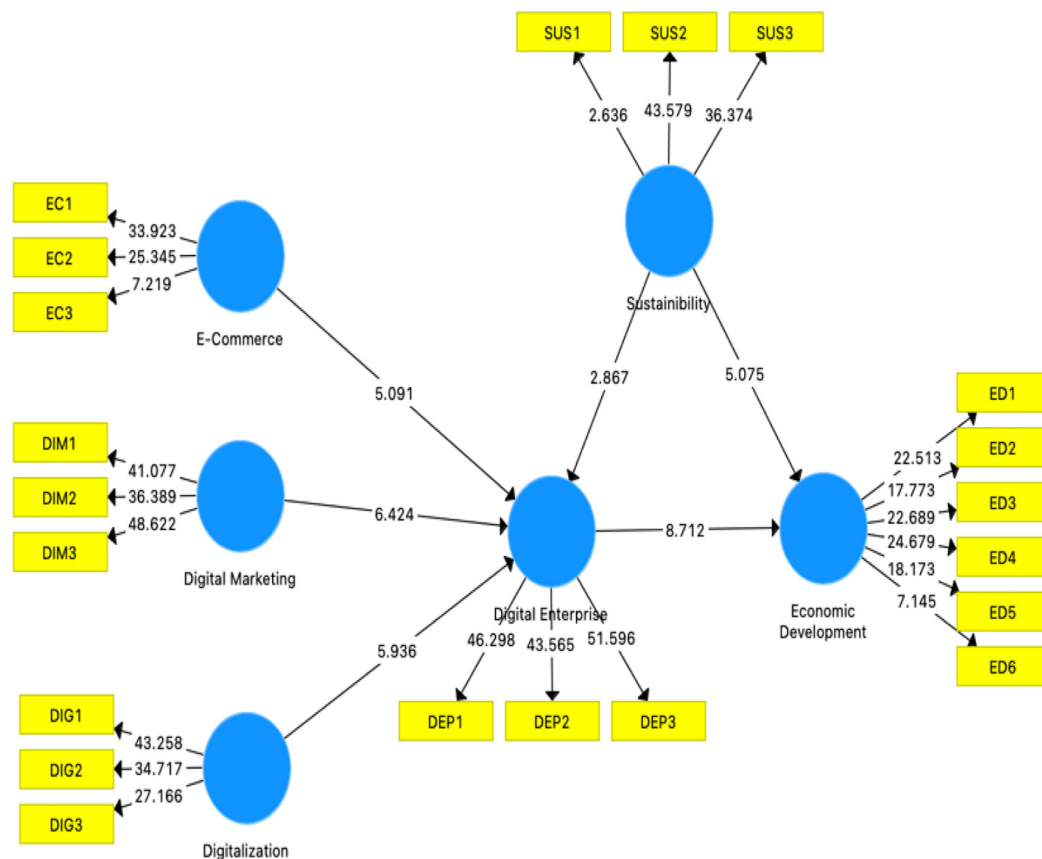 SUS1 SUS2 SUS3
2.636 43.579 36.374
Sustainibility
EC1
EC2
EC3
33.923
25.345
7.219
E-Commerce
5.091
2.867
5.075
DIM1
DIM2
DIM3
41.077
36.389
48.622
Digital Marketing
6.424
Digital Enterprise
8.712
Economic
Development
ED1
ED2
ED3
ED4
ED5
ED6
22.513
17.773
22.689
24.679
18.173
7.145
46.298 43.565 51.596
DEP1 DEP2 DEP3
5.936
DIG1
DIG2
DIG3
43.258
34.717
27.166
Digitalization